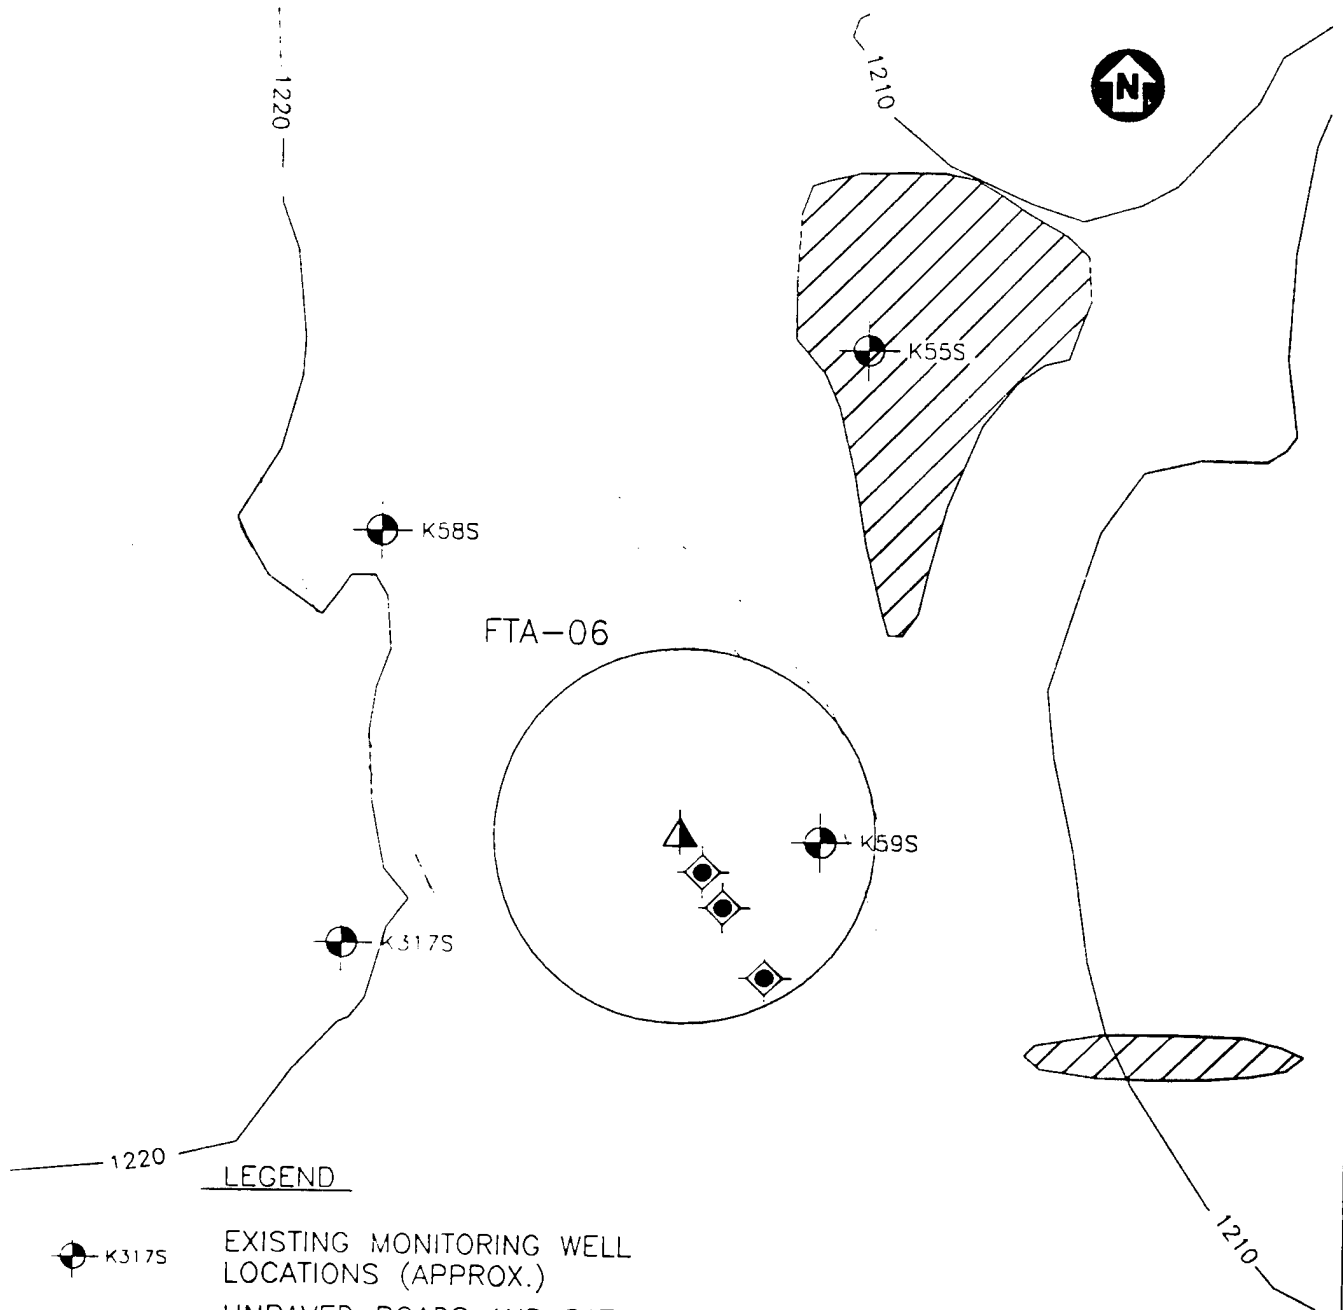 1220
1210
N
K55S
K58S
FTA-06
K59S
K317S
1220
LEGEND
1210
K317S
EXISTING MONITORING WELL
LOCATIONS (APPROX.)